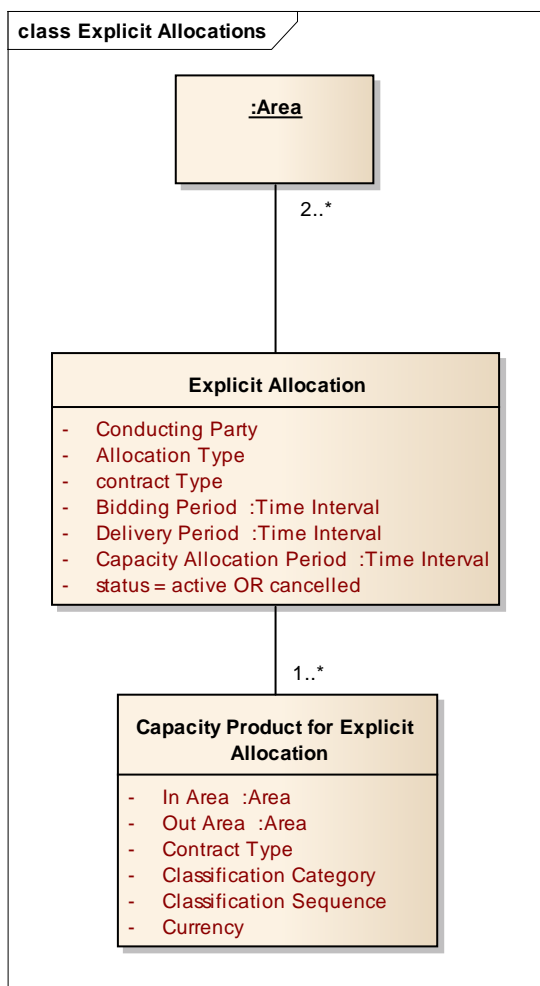 class Explicit Allocations
:Area
2..*
Explicit Allocation
- Conducting Party
- Allocation Type
- contract Type
- Bidding Period :Time Interval
- Delivery Period :Time Interval
- Capacity Allocation Period :Time Interval
- status = active OR cancelled
1..*
Capacity Product for Explicit
Allocation
- In Area :Area
- Out Area :Area
- Contract Type
- Classification Category
- Classification Sequence
- Currency